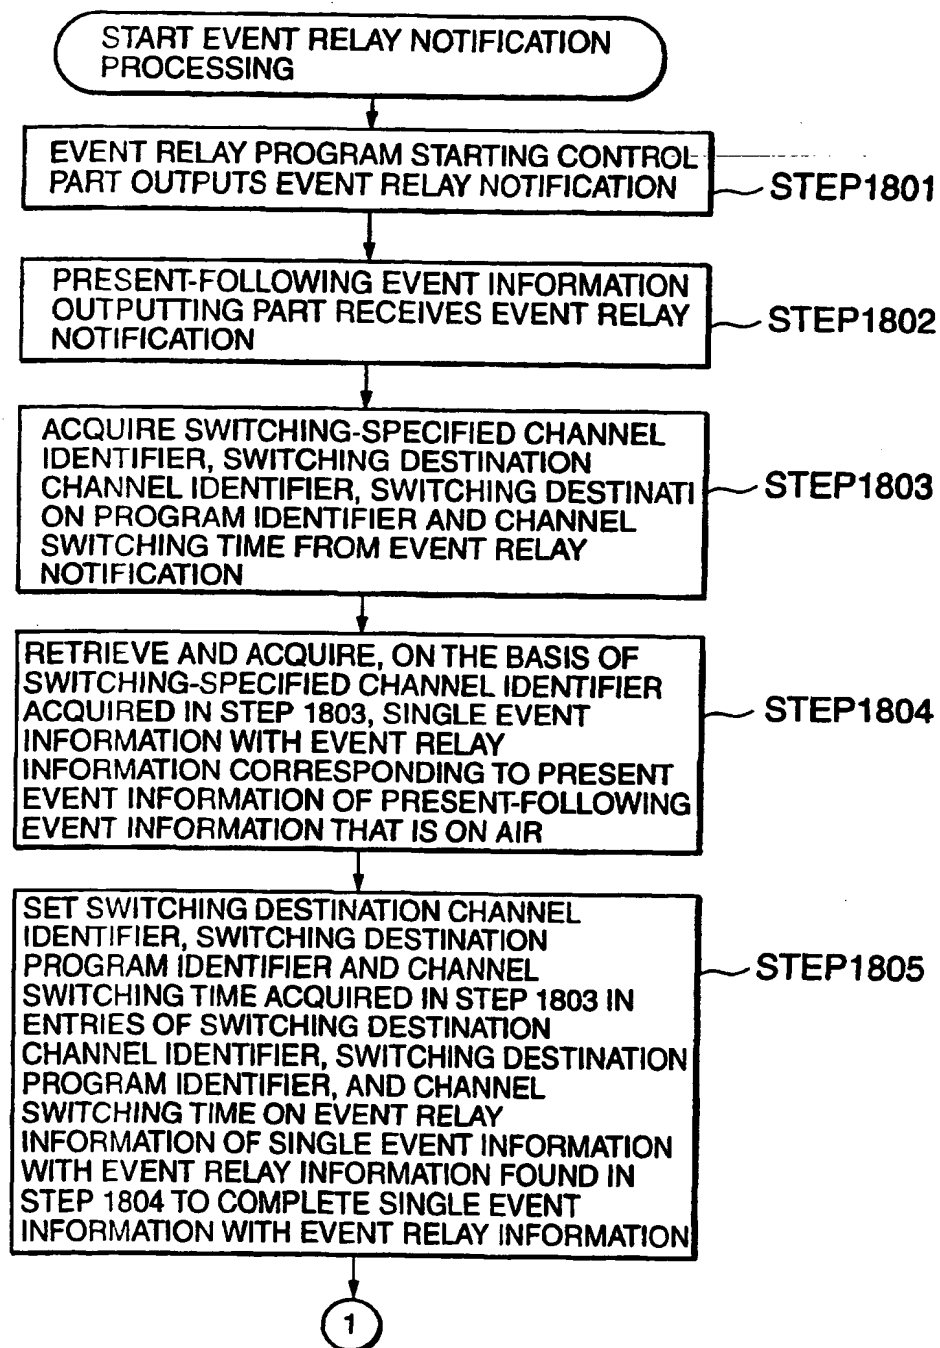 START EVENT RELAY NOTIFICATION
PROCESSING
EVENT RELAY PROGRAM STARTING CONTROL
PART OUTPUTS EVENT RELAY NOTIFICATION
STEP1801
PRESENT-FOLLOWING EVENT INFORMATION
OUTPUTTING PART RECEIVES EVENT RELAY
NOTIFICATION
STEP1802
ACQUIRE SWITCHING-SPECIFIED CHANNEL
IDENTIFIER, SWITCHING DESTINATION
CHANNEL IDENTIFIER, SWITCHING DESTINATI
ON PROGRAM IDENTIFIER AND CHANNEL
SWITCHING TIME FROM EVENT RELAY
NOTIFICATION
STEP1803
RETRIEVE AND ACQUIRE, ON THE BASIS OF
SWITCHING-SPECIFIED CHANNEL IDENTIFIER
ACQUIRED IN STEP 1803, SINGLE EVENT
INFORMATION WITH EVENT RELAY
INFORMATION CORRESPONDING TO PRESENT
EVENT INFORMATION OF PRESENT-FOLLOWING
EVENT INFORMATION THAT IS ON AIR
STEP1804
SET SWITCHING DESTINATION CHANNEL
IDENTIFIER, SWITCHING DESTINATION
PROGRAM IDENTIFIER AND CHANNEL
SWITCHING TIME ACQUIRED IN STEP 1803 IN
ENTRIES OF SWITCHING DESTINATION
CHANNEL IDENTIFIER, SWITCHING DESTINATION
PROGRAM IDENTIFIER, AND CHANNEL
SWITCHING TIME ON EVENT RELAY
INFORMATION OF SINGLE EVENT INFORMATION
WITH EVENT RELAY INFORMATION FOUND IN
STEP 1804 TO COMPLETE SINGLE EVENT
INFORMATION WITH EVENT RELAY INFORMATION
STEP1805
1